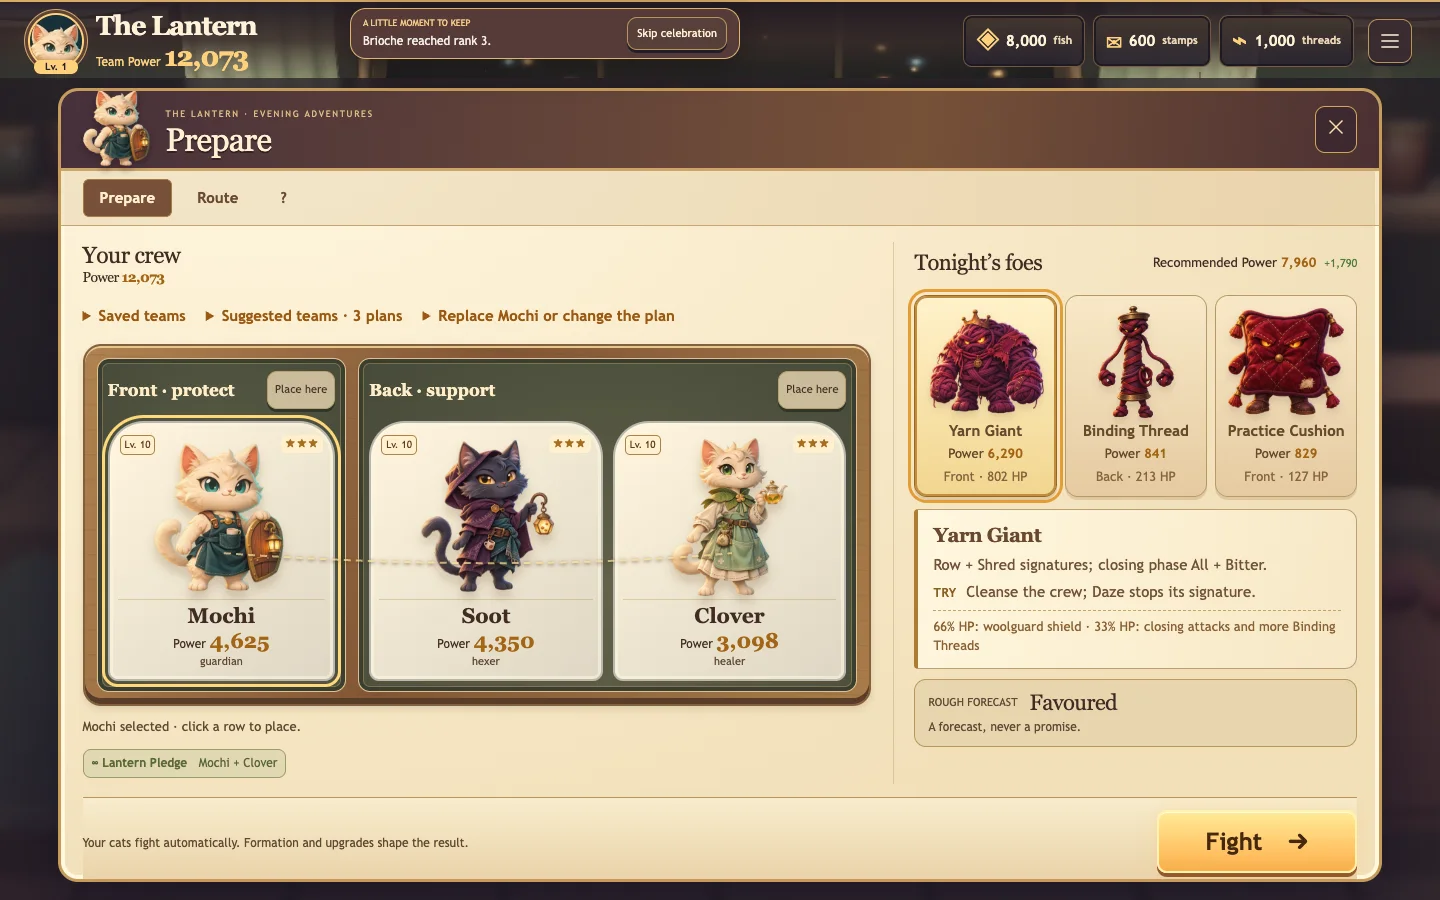 The Lantern
Team Power 12,073
Lv. 1
A LITTLE MOMENT TO KEEP
Brioche reached rank 3.
Skip celebration
8,000 fish
600 stamps
1,000 threads
THE LANTERN · EVENING ADVENTURES
Prepare
Prepare
Route
?
Your crew
Power 12,073
Saved teams
Suggested teams · 3 plans
Replace Mochi or change the plan
Front · protect
Place here
Back · support
Place here
Lv. 10
Mochi
Power 4,625
guardian
Lv. 10
Soot
Power 4,350
hexer
Lv. 10
Clover
Power 3,098
healer
Mochi selected · click a row to place.
Lantern Pledge Mochi + Clover
Tonight's foes
Recommended Power 7,960 +1,790
Yarn Giant
Power 6,290
Front · 802 HP
Binding Thread
Power 841
Back · 213 HP
Practice Cushion
Power 829
Front · 127 HP
Yarn Giant
Row + Shred signatures; closing phase All + Bitter.
TRY Cleanse the crew; Daze stops its signature.
66% HP: woolguard shield · 33% HP: closing attacks and more Binding
Threads
ROUGH FORECAST Favoured
A forecast, never a promise.
Your cats fight automatically. Formation and upgrades shape the result.
Fight →